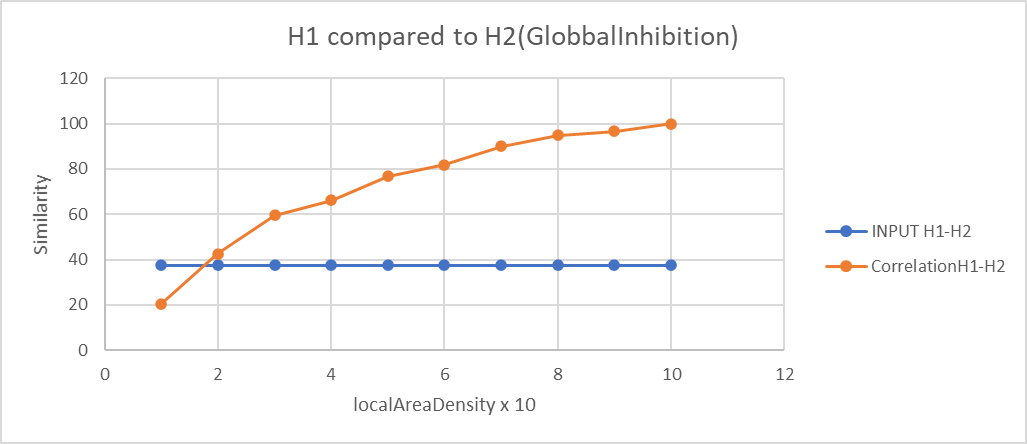 H1 compared to H2(GlobbalInhibition)
120
100
80
60
40
20
0
0 2 4 6 8 10 12
Similarity
localAreaDensity x 10
INPUT H1-H2
CorrelationH1-H2